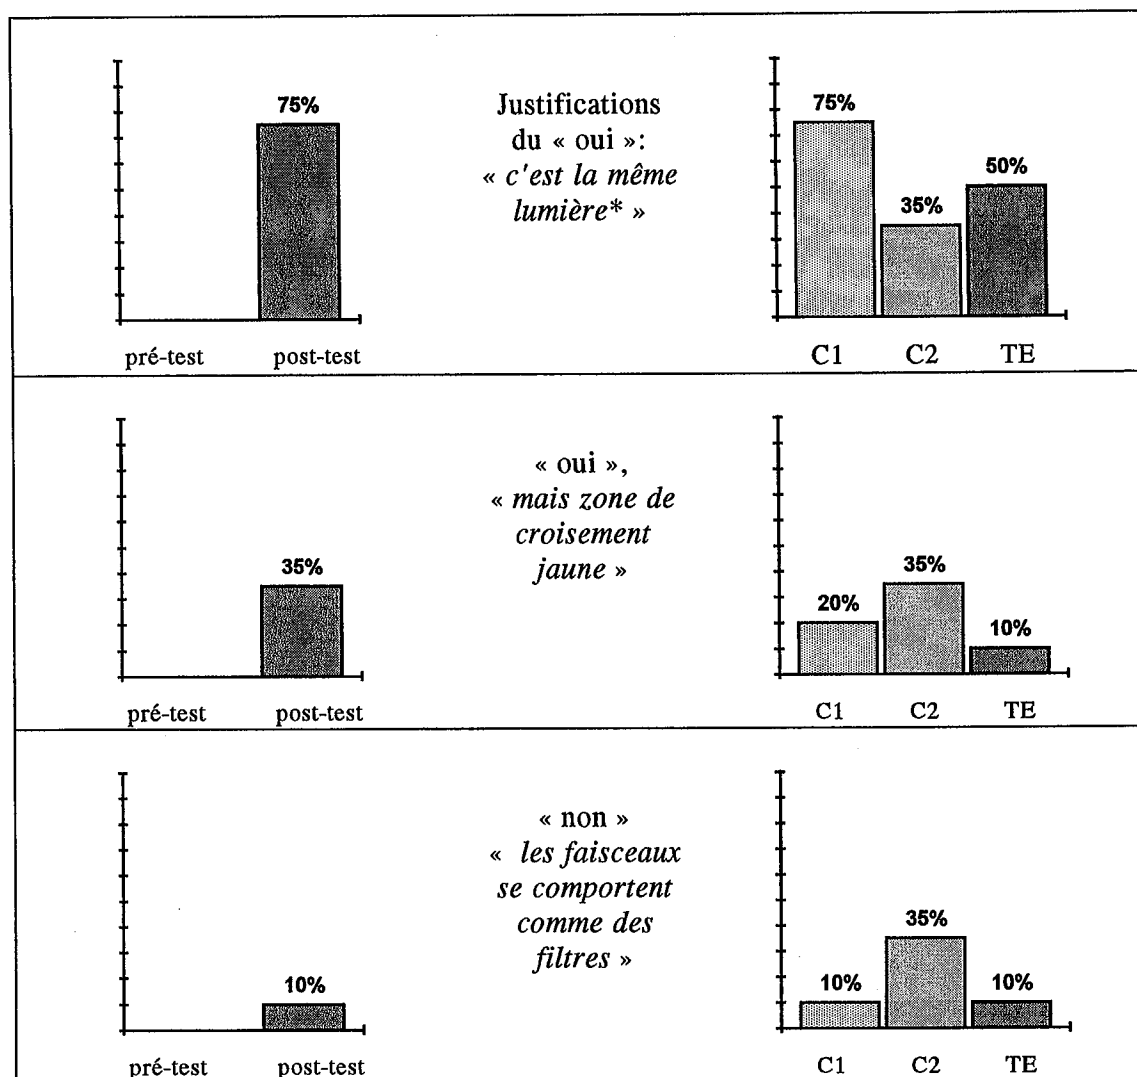 75%
pré-test post-test
Justifications
du « oui »:
« c'est la même
lumière* »
75%
35%
50%
C1 C2 TE
35%
pré-test post-test
« oui »,
« mais zone de
croisement
jaune »
20%
35%
10%
C1 C2 TE
10%
pré-test post-test
« non »
« les faisceaux
se comportent
comme des
filtres »
10%
35%
10%
C1 C2 TE